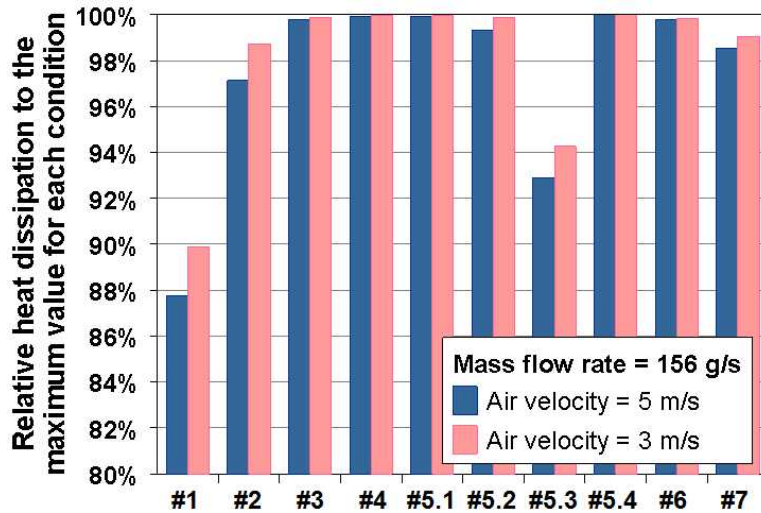 Relative heat dissipation to the
maximum value for each condition
100%
98%
96%
94%
92%
90%
88%
86%
84%
82%
80%
Mass flow rate = 156 g/s
Air velocity = 5 m/s
Air velocity = 3 m/s
#1 #2 #3 #4 #5.1 #5.2 #5.3 #5.4 #6 #7